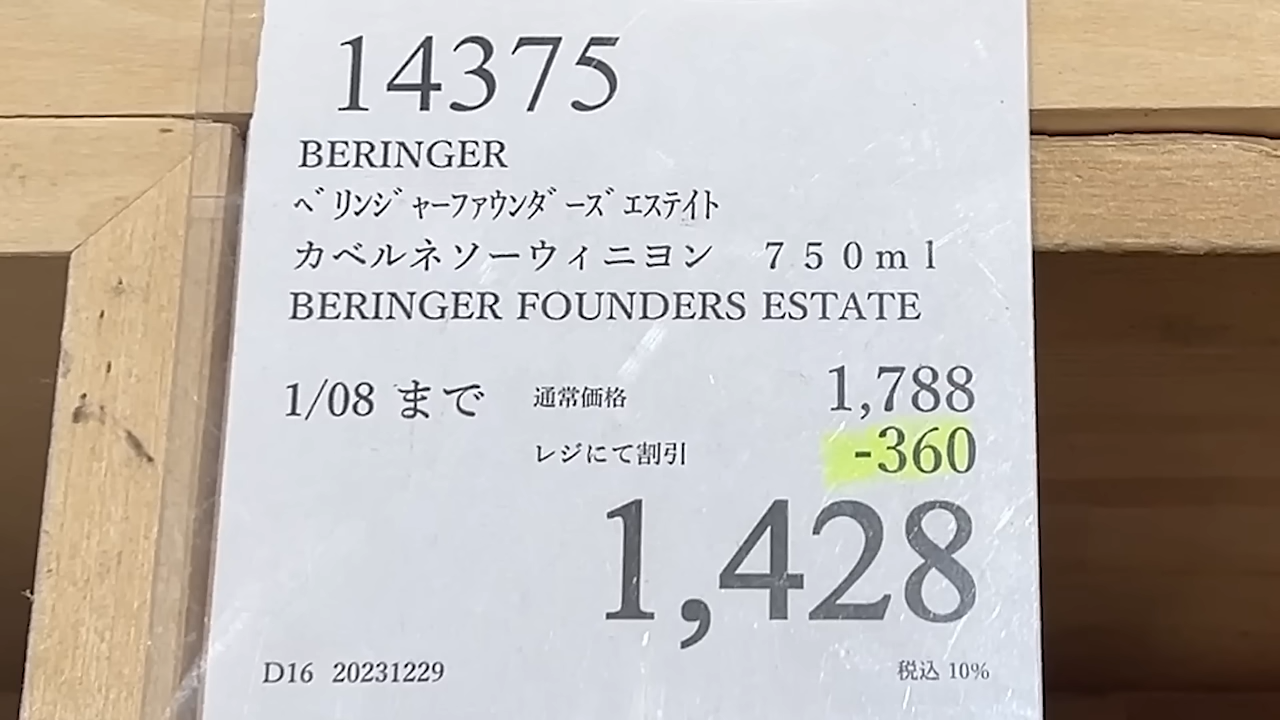 14375
BERINGER
ベリンジャーファウンダーズエステイト
カベルネソーウィニヨン　７５０ｍｌ
BERINGER FOUNDERS ESTATE
1/08 まで 通常価格 1,788
レジにて割引 -360
1,428
D16 20231229 税込 10%